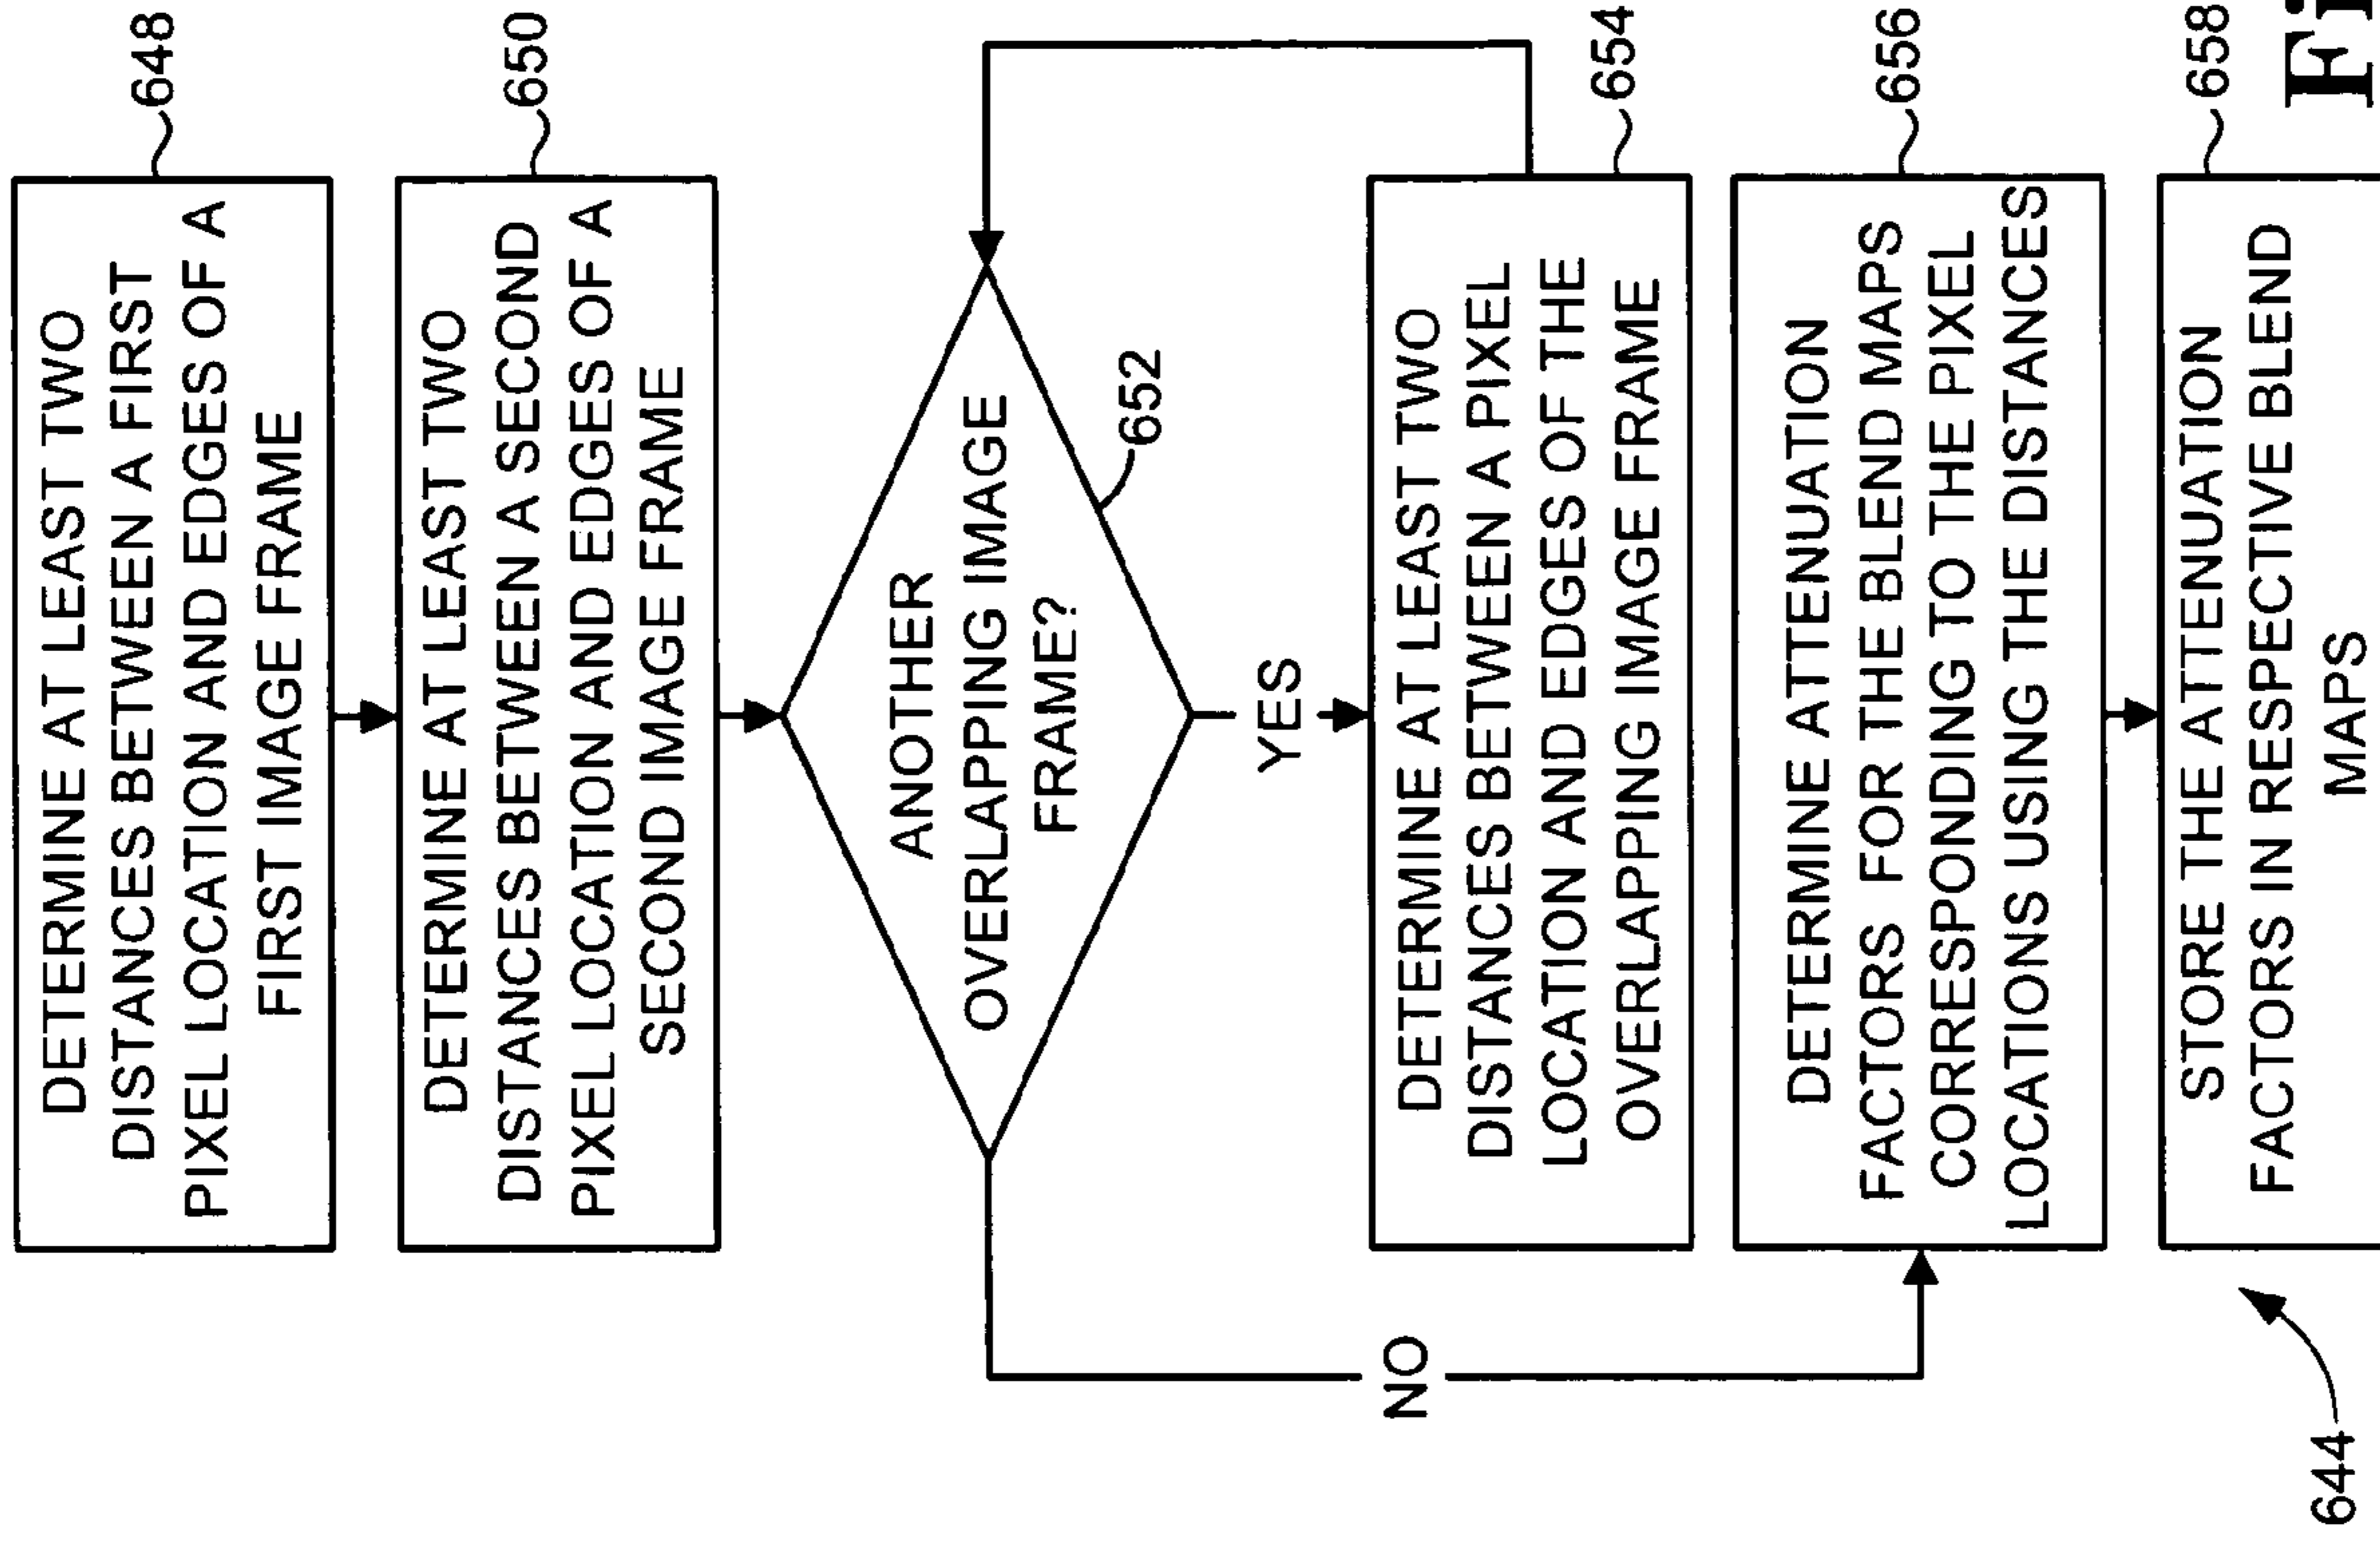 DETERMINE AT LEAST TWO
DISTANCES BETWEEN A FIRST
PIXEL LOCATION AND EDGES OF A
FIRST IMAGE FRAME
648
DETERMINE AT LEAST TWO
DISTANCES BETWEEN A SECOND
PIXEL LOCATION AND EDGES OF A
SECOND IMAGE FRAME
650
ANOTHER
OVERLAPPING IMAGE
FRAME?
652
YES
DETERMINE AT LEAST TWO
DISTANCES BETWEEN A PIXEL
LOCATION AND EDGES OF THE
OVERLAPPING IMAGE FRAME
654
NO
DETERMINE ATTENUATION
FACTORS FOR THE BLEND MAPS
CORRESPONDING TO THE PIXEL
LOCATIONS USING THE DISTANCES
656
STORE THE ATTENUATION
FACTORS IN RESPECTIVE BLEND
MAPS
658
644